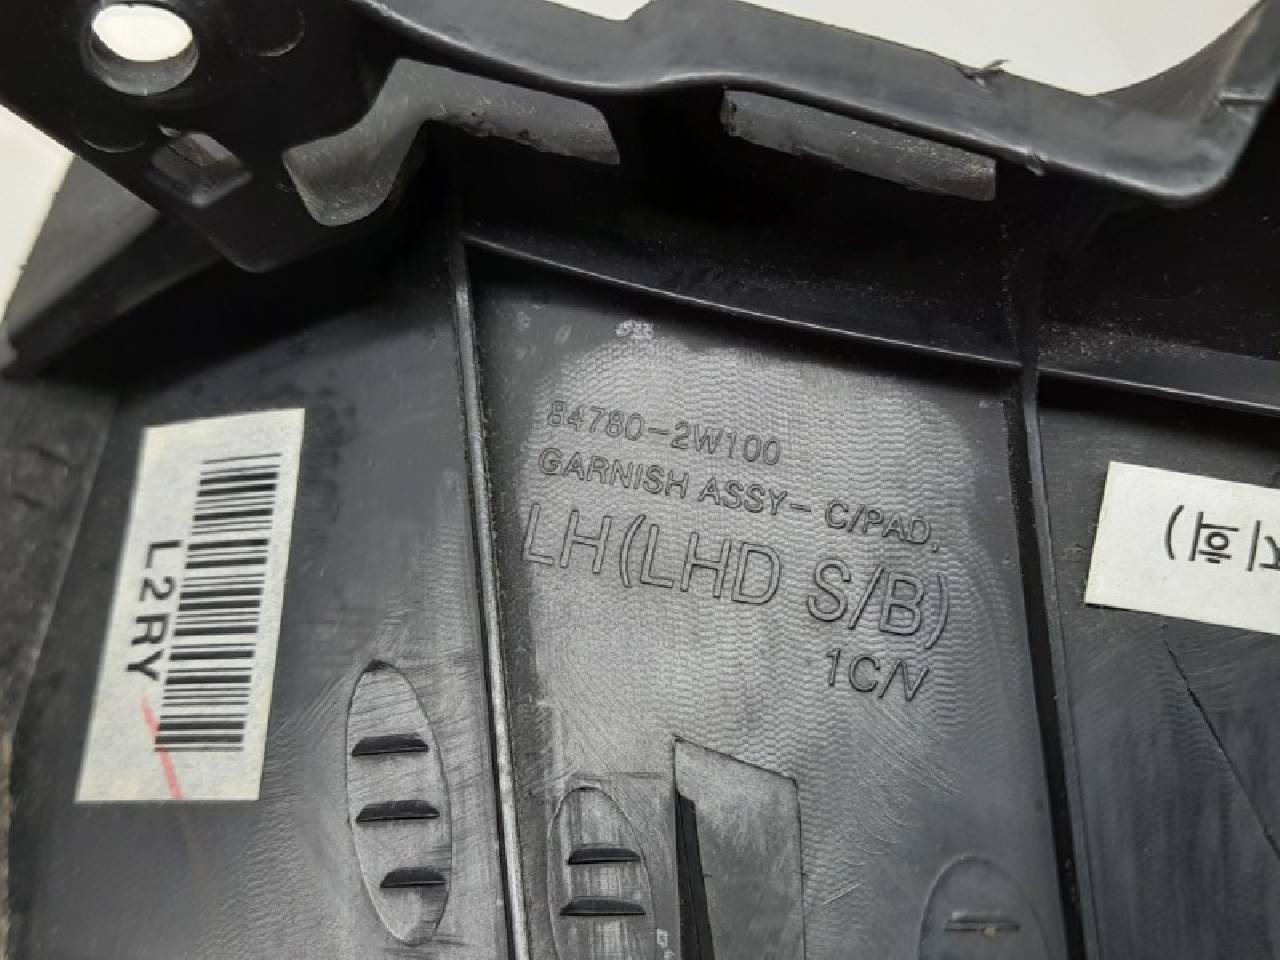 84780-2W100
GARNISH ASSY- C/PAD,
LH(LHD S/B)
1C/V
L2RY